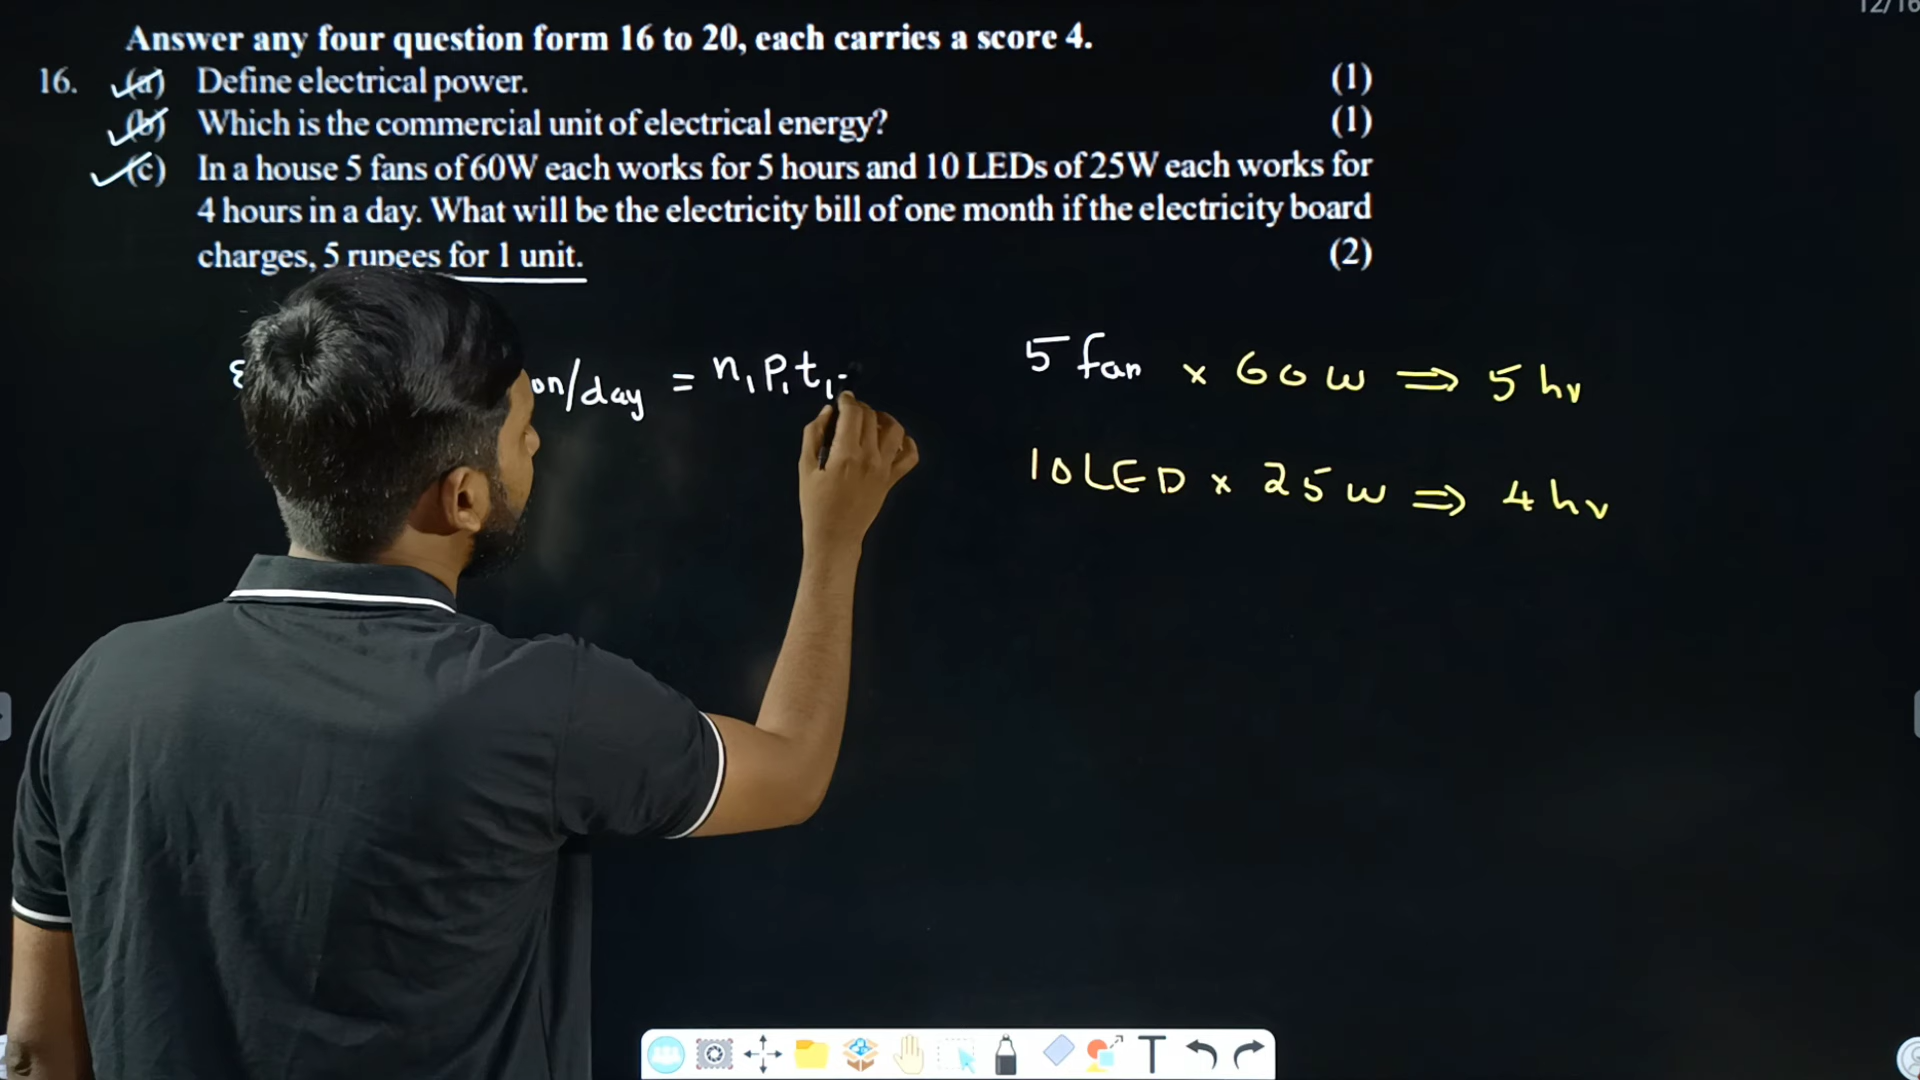 12/16
Answer any four question form 16 to 20, each carries a score 4.
16. (a) Define electrical power. (1)
(b) Which is the commercial unit of electrical energy? (1)
(c) In a house 5 fans of 60W each works for 5 hours and 10 LEDs of 25W each works for
4 hours in a day. What will be the electricity bill of one month if the electricity board
charges, 5 rupees for 1 unit. (2)
on/day = n₁P₁t₁
5 fan × 60 W ⇒ 5 hr
10 LED × 25 W ⇒ 4 hr
T